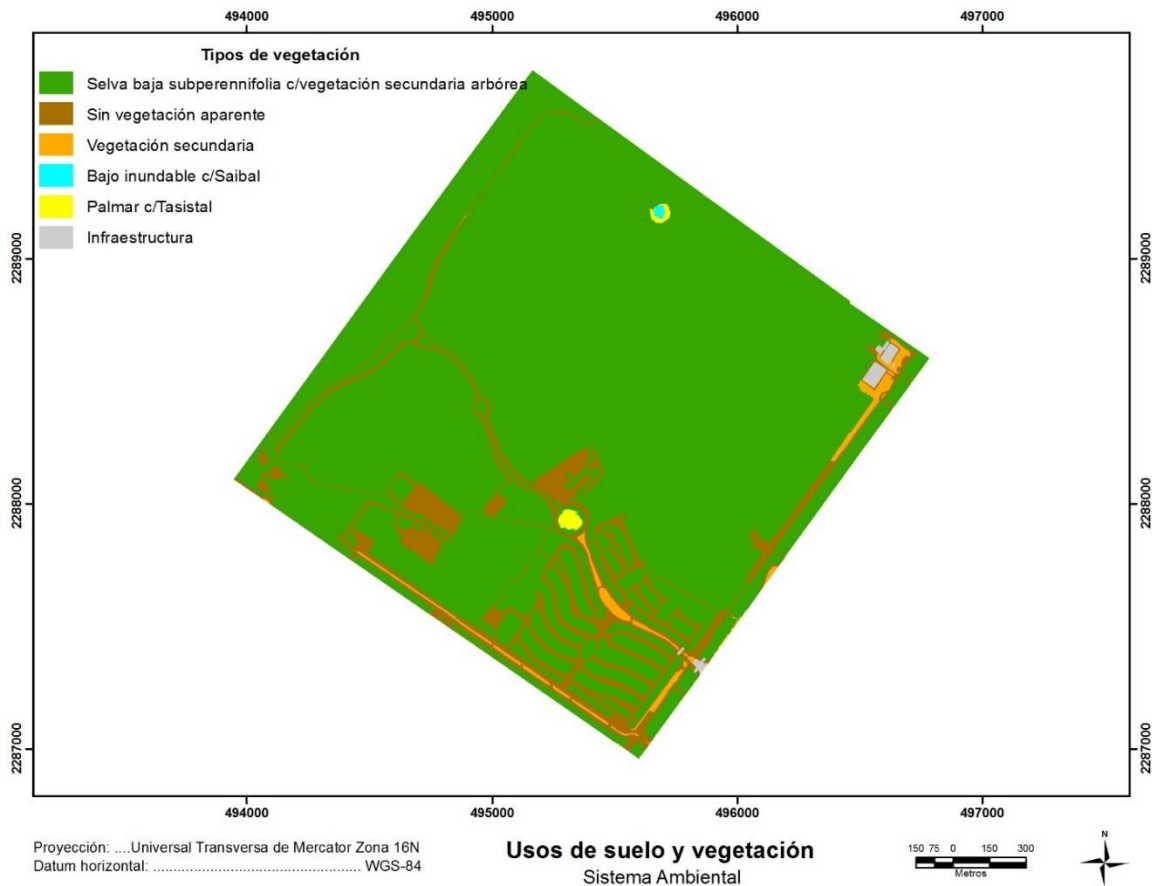 494000 495000 496000 497000
Tipos de vegetación
Selva baja subperennifolia c/vegetación secundaria arbórea
Sin vegetación aparente
Vegetación secundaria
Bajo inundable c/Saibal
Palmar c/Tasistal
Infraestructura
2289000 2289000
2288000 2288000
2287000 2287000
494000 495000 496000 497000
Proyección: ....Universal Transversa de Mercator Zona 16N
Datum horizontal: .................................................. WGS-84
Usos de suelo y vegetación
Sistema Ambiental
150 75 0 150 300
Metros
N